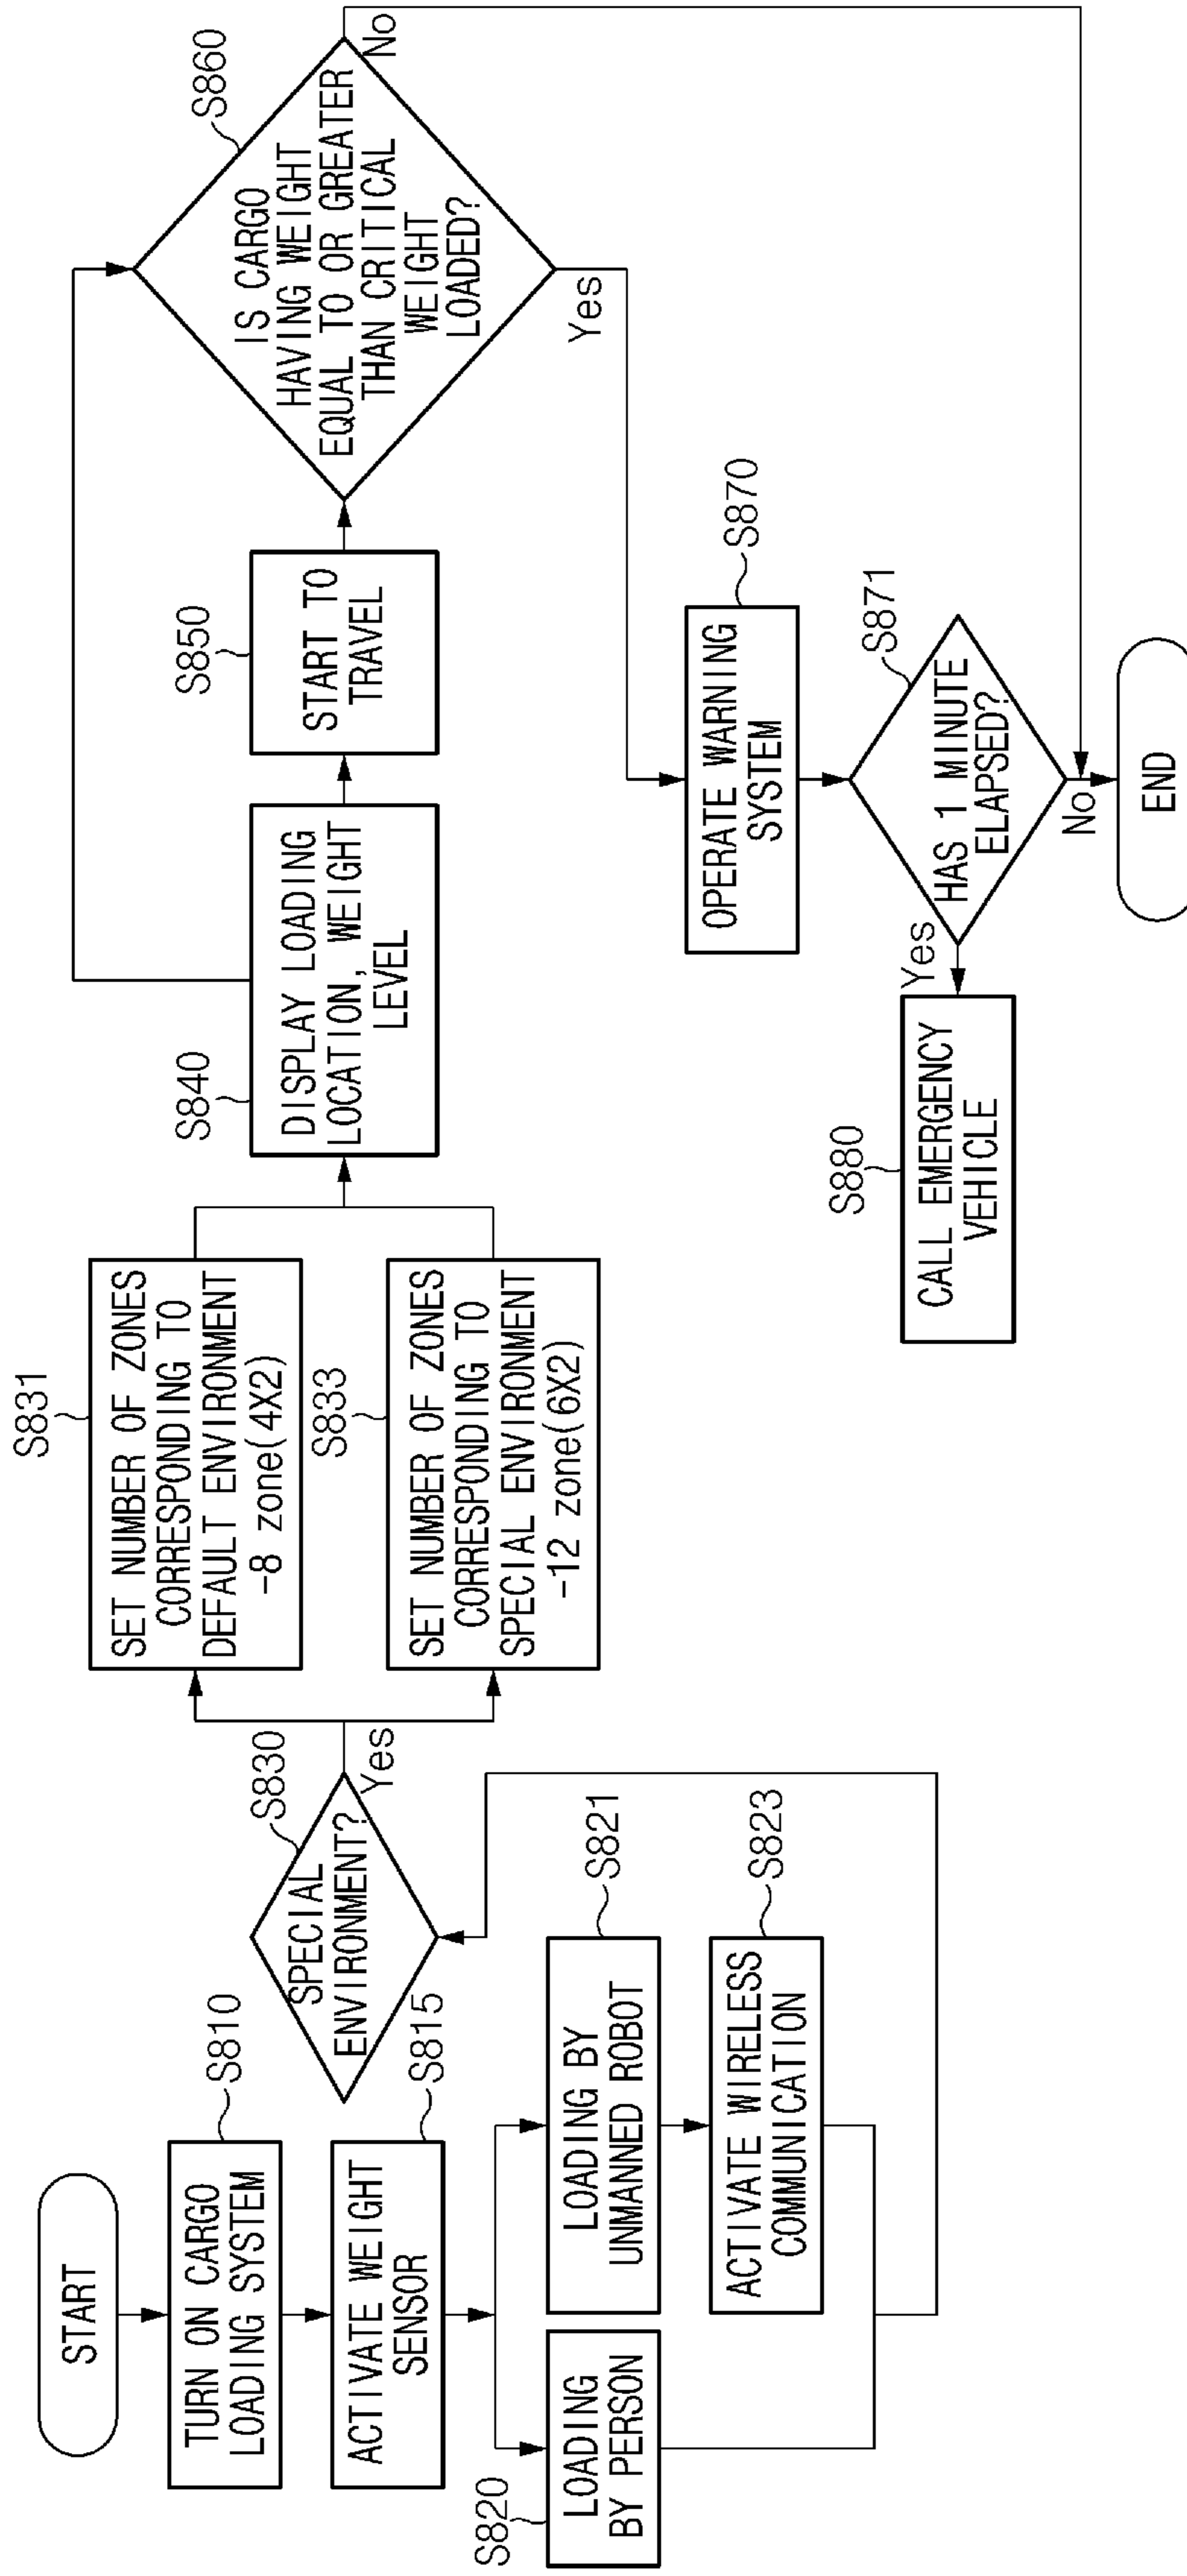 START
TURN ON CARGO
LOADING SYSTEM
S810
ACTIVATE WEIGHT
SENSOR
S815
S820
LOADING
BY PERSON
LOADING BY
UNMANNED ROBOT
S821
ACTIVATE WIRELESS
COMMUNICATION
S823
SPECIAL
ENVIRONMENT?
S830
Yes
S831
SET NUMBER OF ZONES
CORRESPONDING TO
DEFAULT ENVIRONMENT
-8 zone(4X2)
S833
SET NUMBER OF ZONES
CORRESPONDING TO
SPECIAL ENVIRONMENT
-12 zone(6X2)
S840
DISPLAY LOADING
LOCATION, WEIGHT
LEVEL
S850
START TO
TRAVEL
S860
IS CARGO
HAVING WEIGHT
EQUAL TO OR GREATER
THAN CRITICAL
WEIGHT
LOADED?
No
Yes
OPERATE WARNING
SYSTEM
S870
HAS 1 MINUTE
ELAPSED?
S871
Yes
No
S880
CALL EMERGENCY
VEHICLE
END